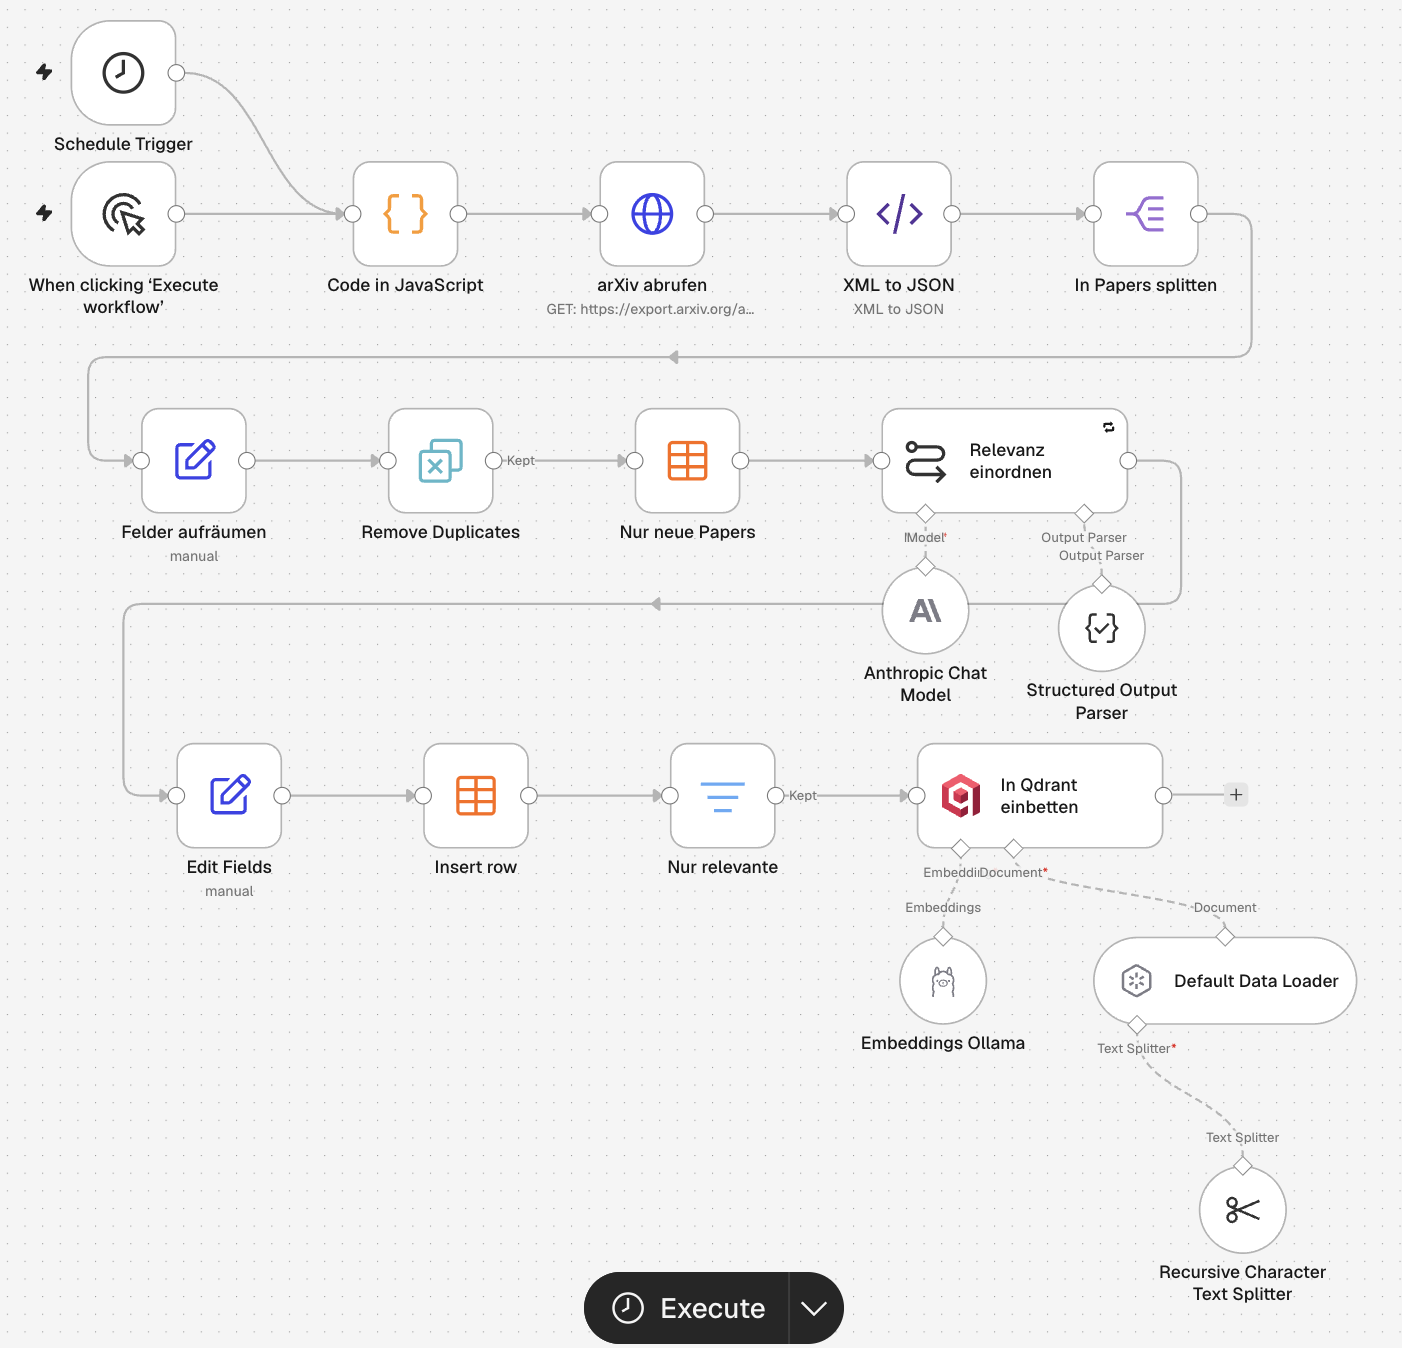 Schedule Trigger
When clicking ‘Execute
workflow’
Code in JavaScript
arXiv abrufen
GET: https://export.arxiv.org/a...
XML to JSON
XML to JSON
In Papers splitten
Felder aufräumen
manual
Remove Duplicates
Kept
Nur neue Papers
Relevanz
einordnen
Model*
Output Parser
Output Parser
Anthropic Chat
Model
Structured Output
Parser
Edit Fields
manual
Insert row
Nur relevante
Kept
In Qdrant
einbetten
Document*
Embeddings
Document
Embeddings Ollama
Default Data Loader
Text Splitter*
Text Splitter
Recursive Character
Text Splitter
Execute